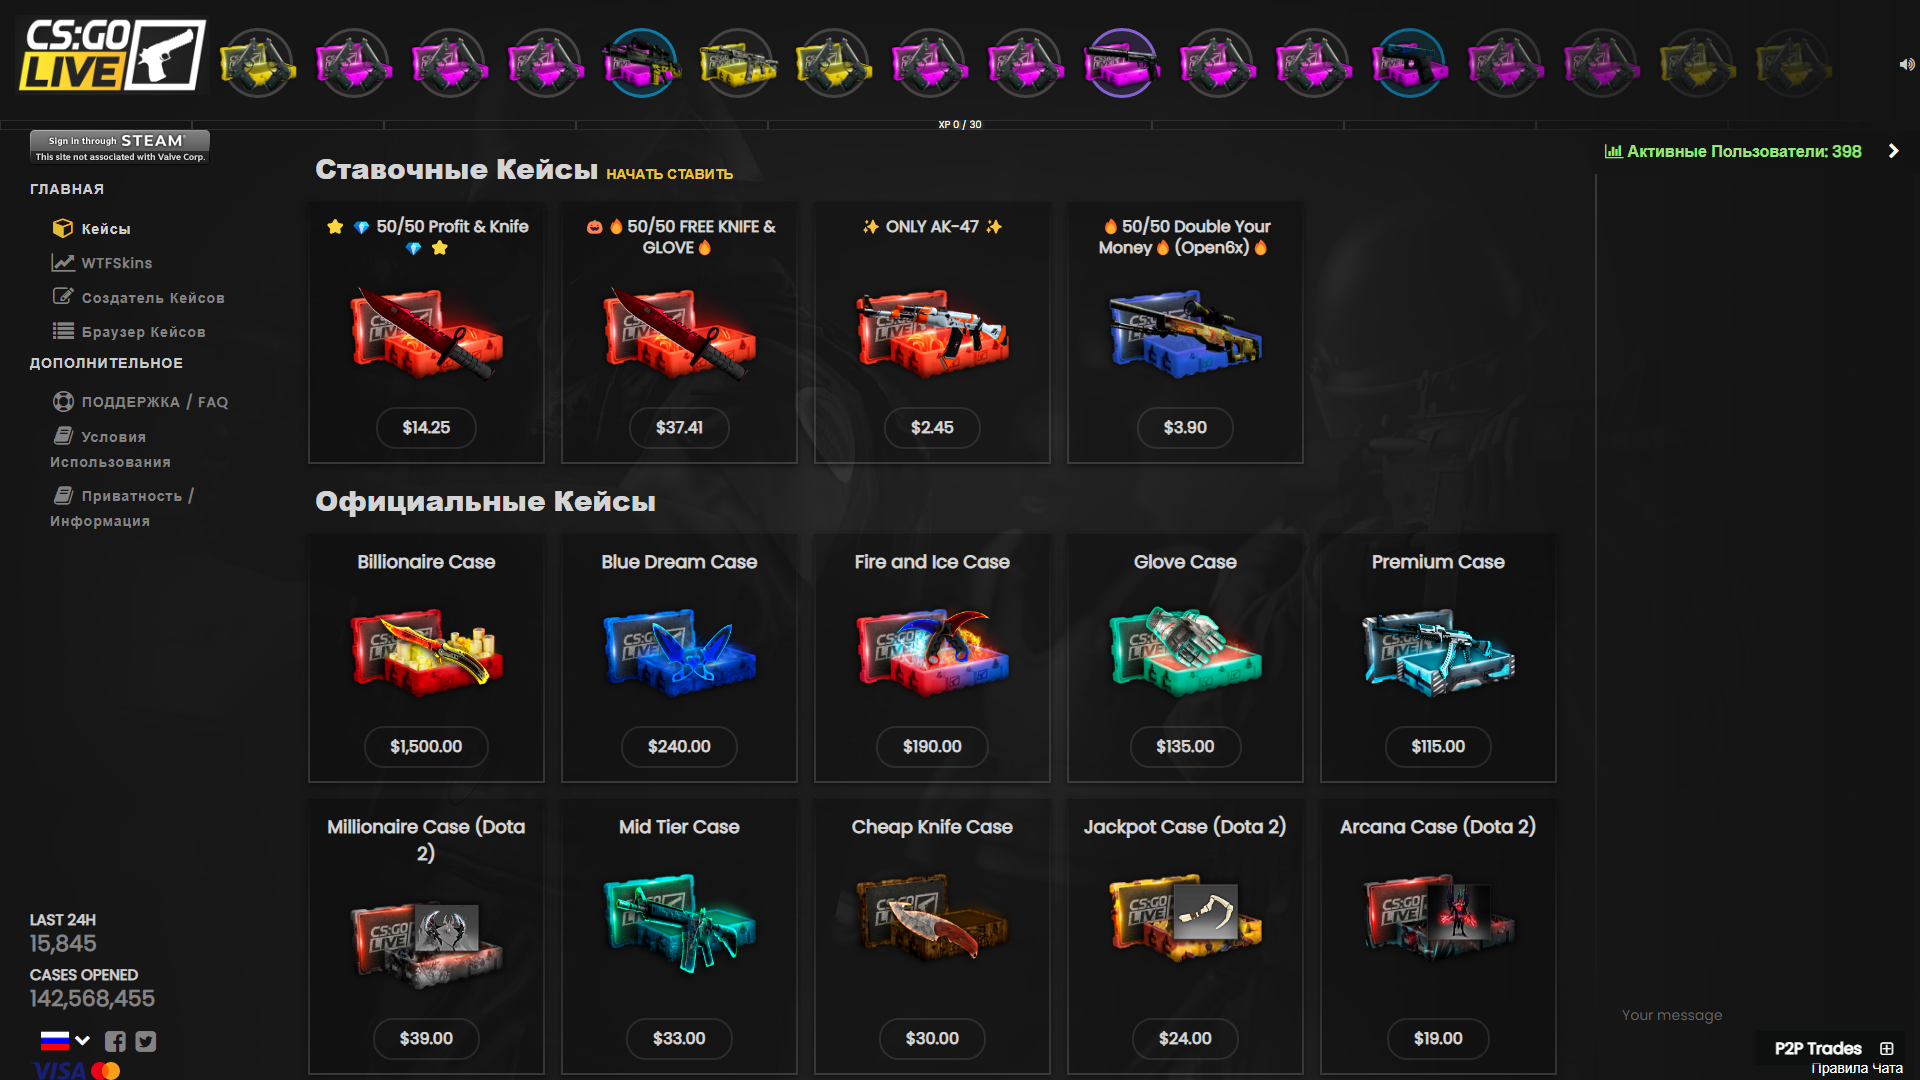 CS:GO
LIVE
XP 0 / 30
Sign in through STEAM
This site not associated with Valve Corp.
ГЛАВНАЯ
Кейсы
WTFSkins
Создатель Кейсов
Браузер Кейсов
ДОПОЛНИТЕЛЬНОЕ
ПОДДЕРЖКА / FAQ
Условия
Использования
Приватность /
Информация
LAST 24H
15,845
CASES OPENED
142,568,455
VISA
Ставочные Кейсы НАЧАТЬ СТАВИТЬ
⭐ 💎 50/50 Profit & Knife
💎 ⭐
$14.25
🎃 🔥 50/50 FREE KNIFE &
GLOVE 🔥
$37.41
✨ ONLY AK-47 ✨
$2.45
🔥 50/50 Double Your
Money 🔥 (Open6x) 🔥
$3.90
Официальные Кейсы
Billionaire Case
$1,500.00
Blue Dream Case
$240.00
Fire and Ice Case
$190.00
Glove Case
$135.00
Premium Case
$115.00
Millionaire Case (Dota
2)
$39.00
Mid Tier Case
$33.00
Cheap Knife Case
$30.00
Jackpot Case (Dota 2)
$24.00
Arcana Case (Dota 2)
$19.00
Активные Пользователи: 398
Your message
P2P Trades
Правила Чата